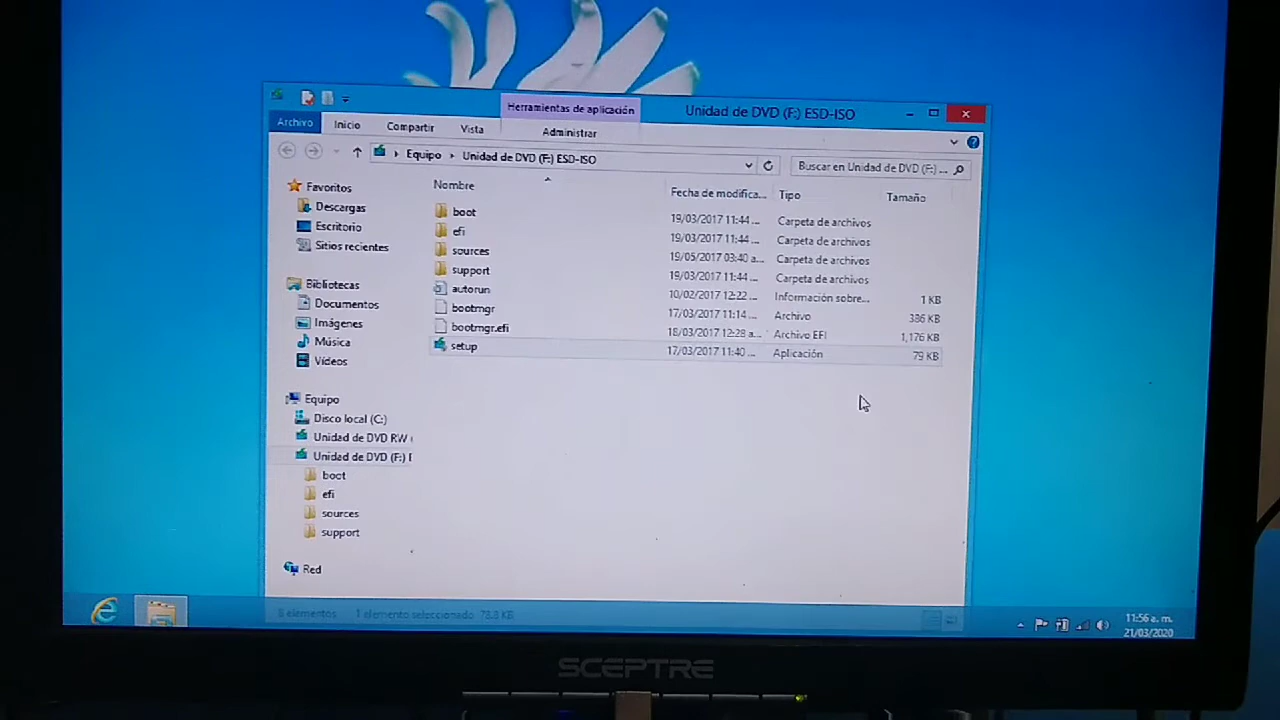 Herramientas de aplicación
Unidad de DVD (F:) ESD-ISO
Archivo
Inicio
Compartir
Vista
Administrar
Equipo
Unidad de DVD (F:) ESD-ISO
Buscar en Unidad de DVD (F:) ...
Nombre
Fecha de modifica...
Tipo
Tamaño
boot 19/03/2017 11:44 ... Carpeta de archivos
efi 19/03/2017 11:44 ... Carpeta de archivos
sources 19/05/2017 03:40 a... Carpeta de archivos
support 19/03/2017 11:44 ... Carpeta de archivos
autorun 10/02/2017 12:22 ... Información sobre... 1 KB
bootmgr 17/03/2017 11:14 ... Archivo 386 KB
bootmgr.efi 18/03/2017 12:28 a... Archivo EFI 1,176 KB
setup 17/03/2017 11:40 ... Aplicación 79 KB
Favoritos
Descargas
Escritorio
Sitios recientes
Bibliotecas
Documentos
Imágenes
Música
Vídeos
Equipo
Disco local (C:)
Unidad de DVD RW (
Unidad de DVD (F:) E
boot
efi
sources
support
Red
8 elementos
1 elemento seleccionado 78.8 KB
11:56 a. m.
21/03/2020
SCEPTRE